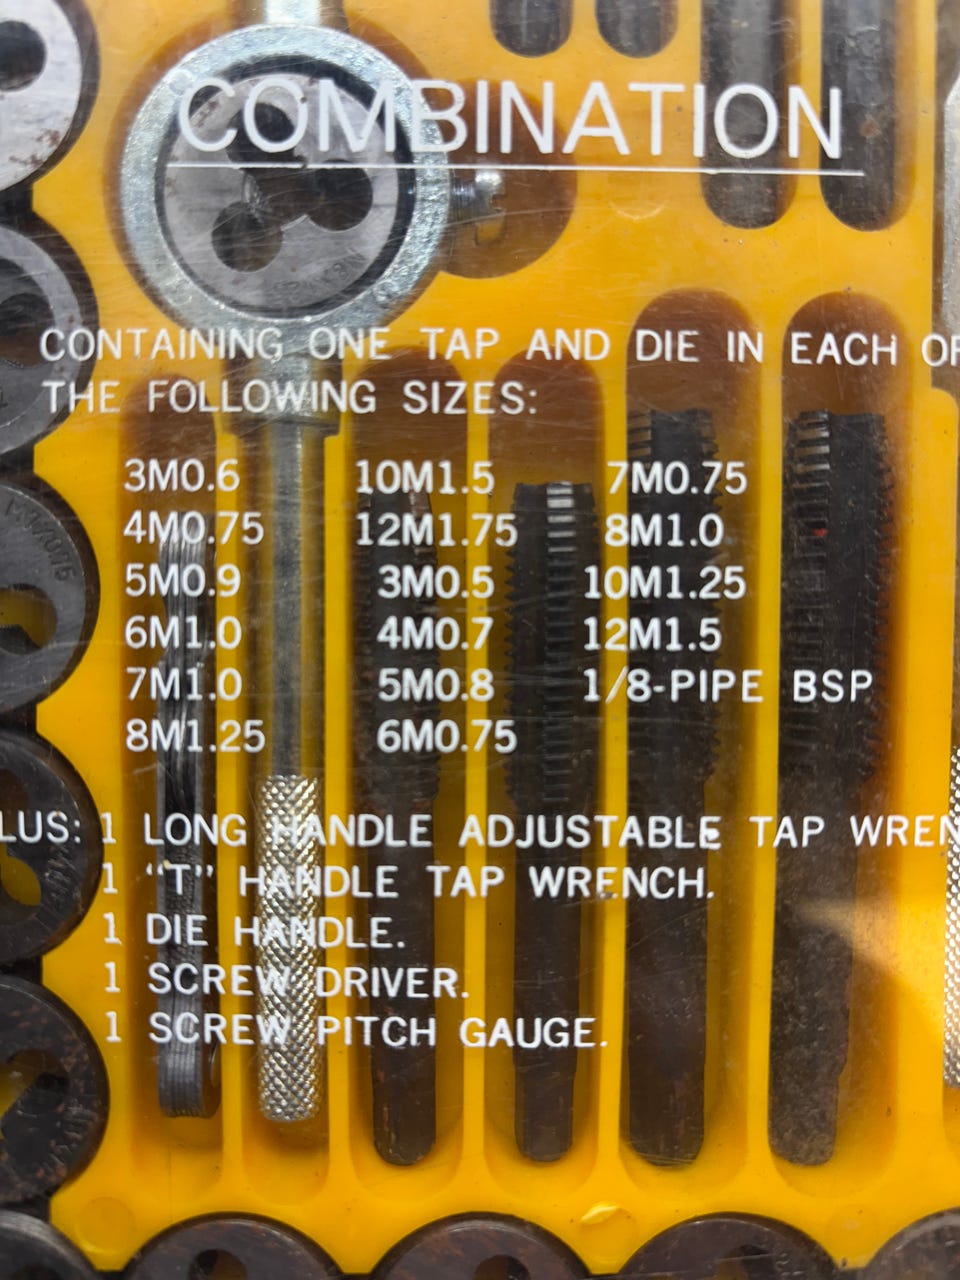 COMBINATION
CONTAINING ONE TAP AND DIE IN EACH OF
THE FOLLOWING SIZES:
3M0.6 10M1.5 7M0.75
4M0.75 12M1.75 8M1.0
5M0.9 3M0.5 10M1.25
6M1.0 4M0.7 12M1.5
7M1.0 5M0.8 1/8-PIPE BSP
8M1.25 6M0.75
LUS: 1 LONG HANDLE ADJUSTABLE TAP WREN
1 “T” HANDLE TAP WRENCH.
1 DIE HANDLE.
1 SCREW DRIVER.
1 SCREW PITCH GAUGE.